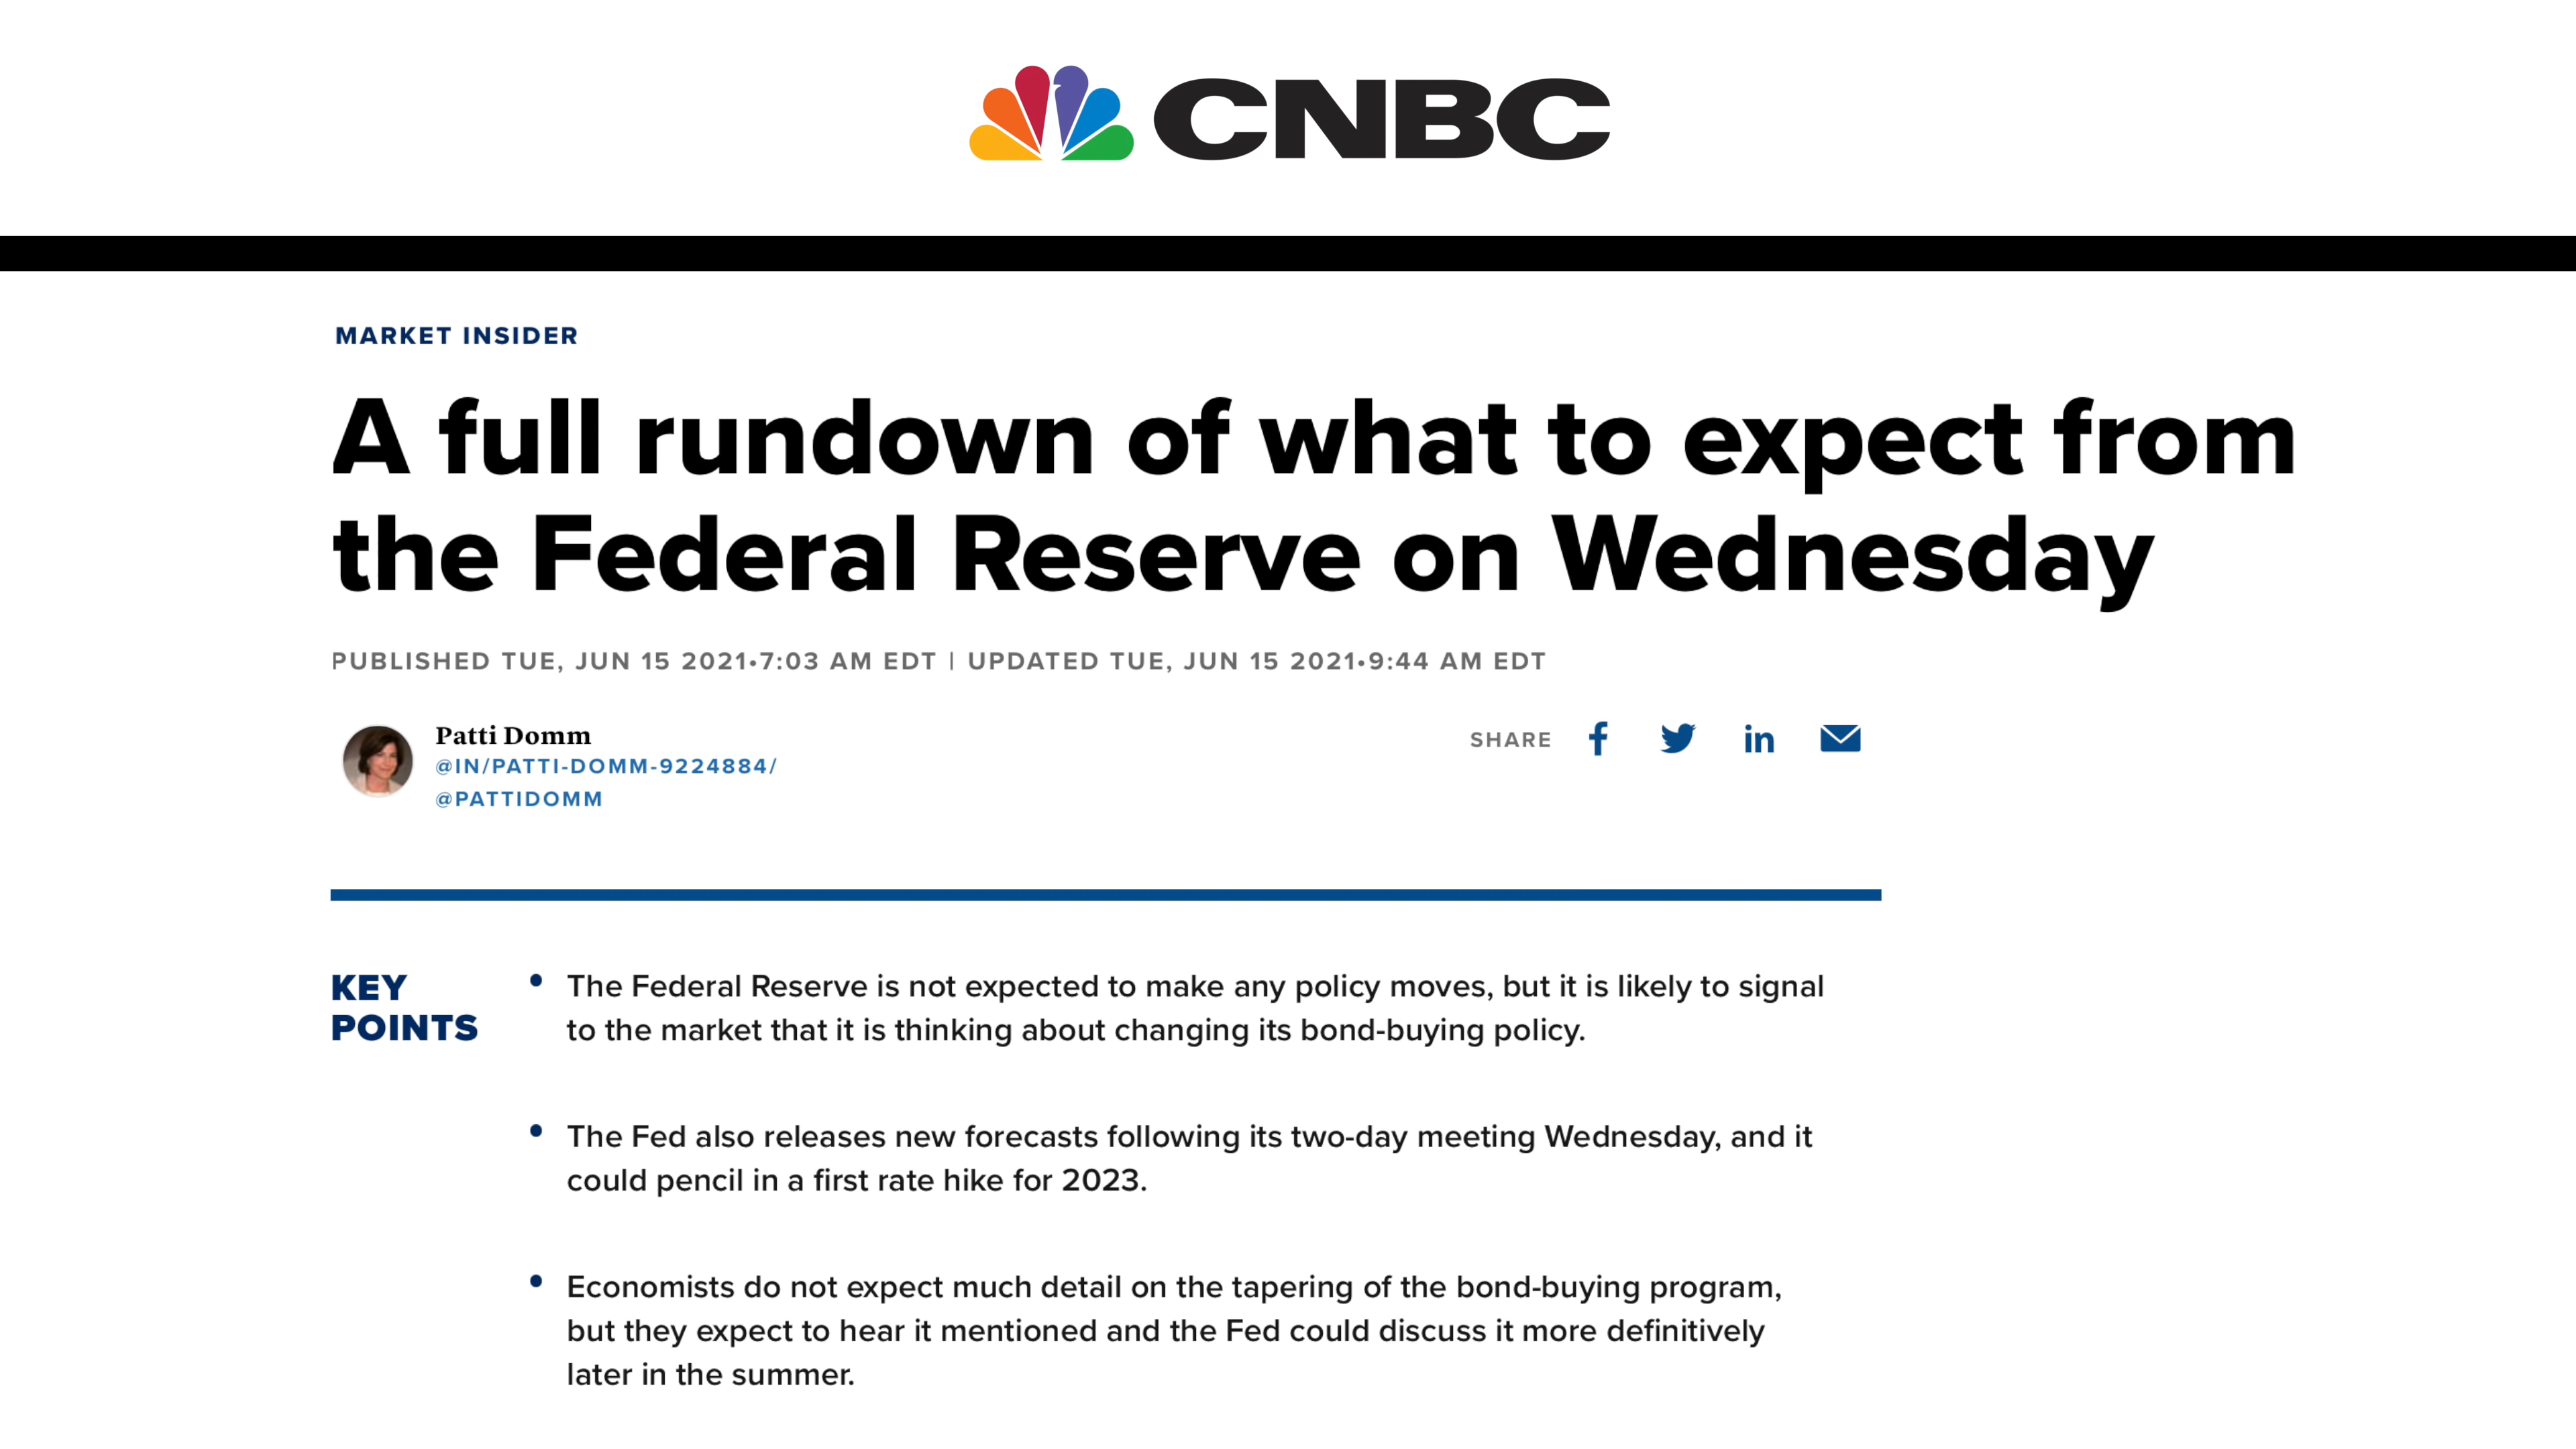 CNBC
MARKET INSIDER
A full rundown of what to expect from
the Federal Reserve on Wednesday
PUBLISHED TUE, JUN 15 2021•7:03 AM EDT | UPDATED TUE, JUN 15 2021•9:44 AM EDT
Patti Domm
@IN/PATTI-DOMM-9224884/
@PATTIDOMM
SHARE
KEY
POINTS
• The Federal Reserve is not expected to make any policy moves, but it is likely to signal
to the market that it is thinking about changing its bond-buying policy.
• The Fed also releases new forecasts following its two-day meeting Wednesday, and it
could pencil in a first rate hike for 2023.
• Economists do not expect much detail on the tapering of the bond-buying program,
but they expect to hear it mentioned and the Fed could discuss it more definitively
later in the summer.